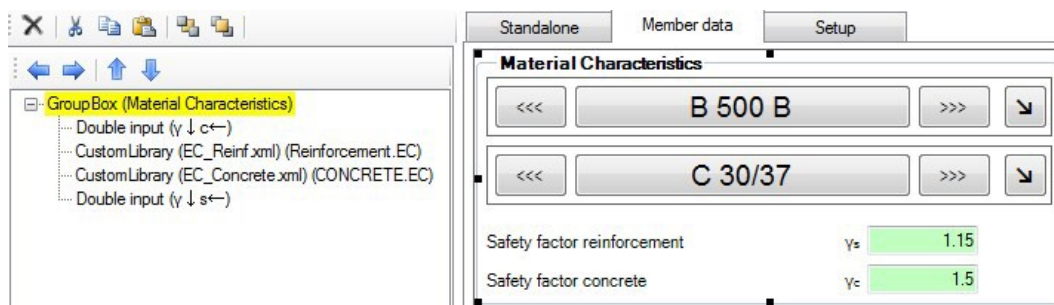 Standalone Member data Setup
GroupBox (Material Characteristics)
Double input (γ↓c←)
CustomLibrary (EC_Reinf.xml) (Reinforcement.EC)
CustomLibrary (EC_Concrete.xml) (CONCRETE.EC)
Double input (γ↓s←)
Material Characteristics
<<< B 500 B >>>
<<< C 30/37 >>>
Safety factor reinforcement γs 1.15
Safety factor concrete γc 1.5